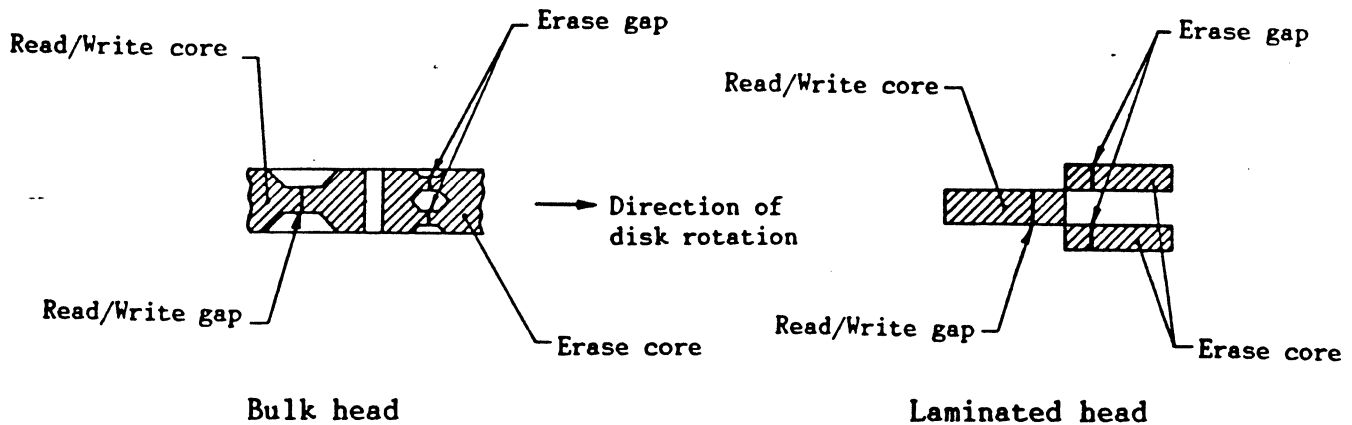 Erase gap
Read/Write core
Direction of
disk rotation
Read/Write gap
Erase core
Bulk head
Erase gap
Read/Write core
Read/Write gap
Erase core
Laminated head